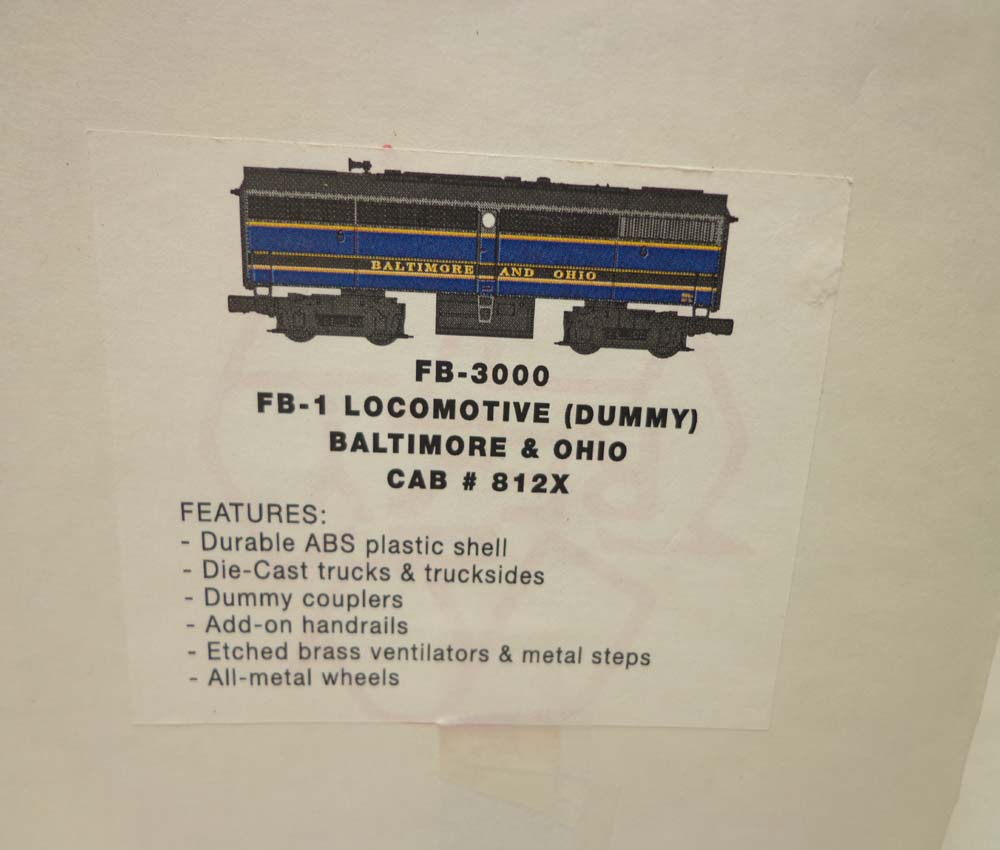 BALTIMORE AND OHIO
FB-3000
FB-1 LOCOMOTIVE (DUMMY)
BALTIMORE & OHIO
CAB # 812X
FEATURES:
- Durable ABS plastic shell
- Die-Cast trucks & trucksides
- Dummy couplers
- Add-on handrails
- Etched brass ventilators & metal steps
- All-metal wheels